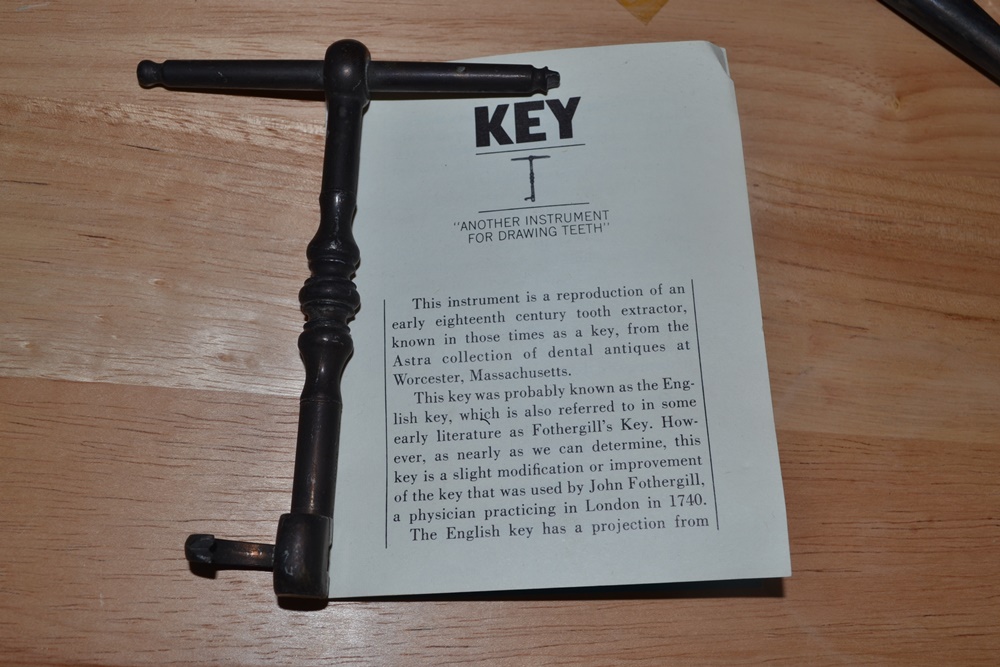 KEY
"ANOTHER INSTRUMENT
FOR DRAWING TEETH"
This instrument is a reproduction of an
early eighteenth century tooth extractor,
known in those times as a key, from the
Astra collection of dental antiques at
Worcester, Massachusetts.
This key was probably known as the Eng-
lish key, which is also referred to in some
early literature as Fothergill's Key. How-
ever, as nearly as we can determine, this
key is a slight modification or improvement
of the key that was used by John Fothergill,
a physician practicing in London in 1740.
The English key has a projection from